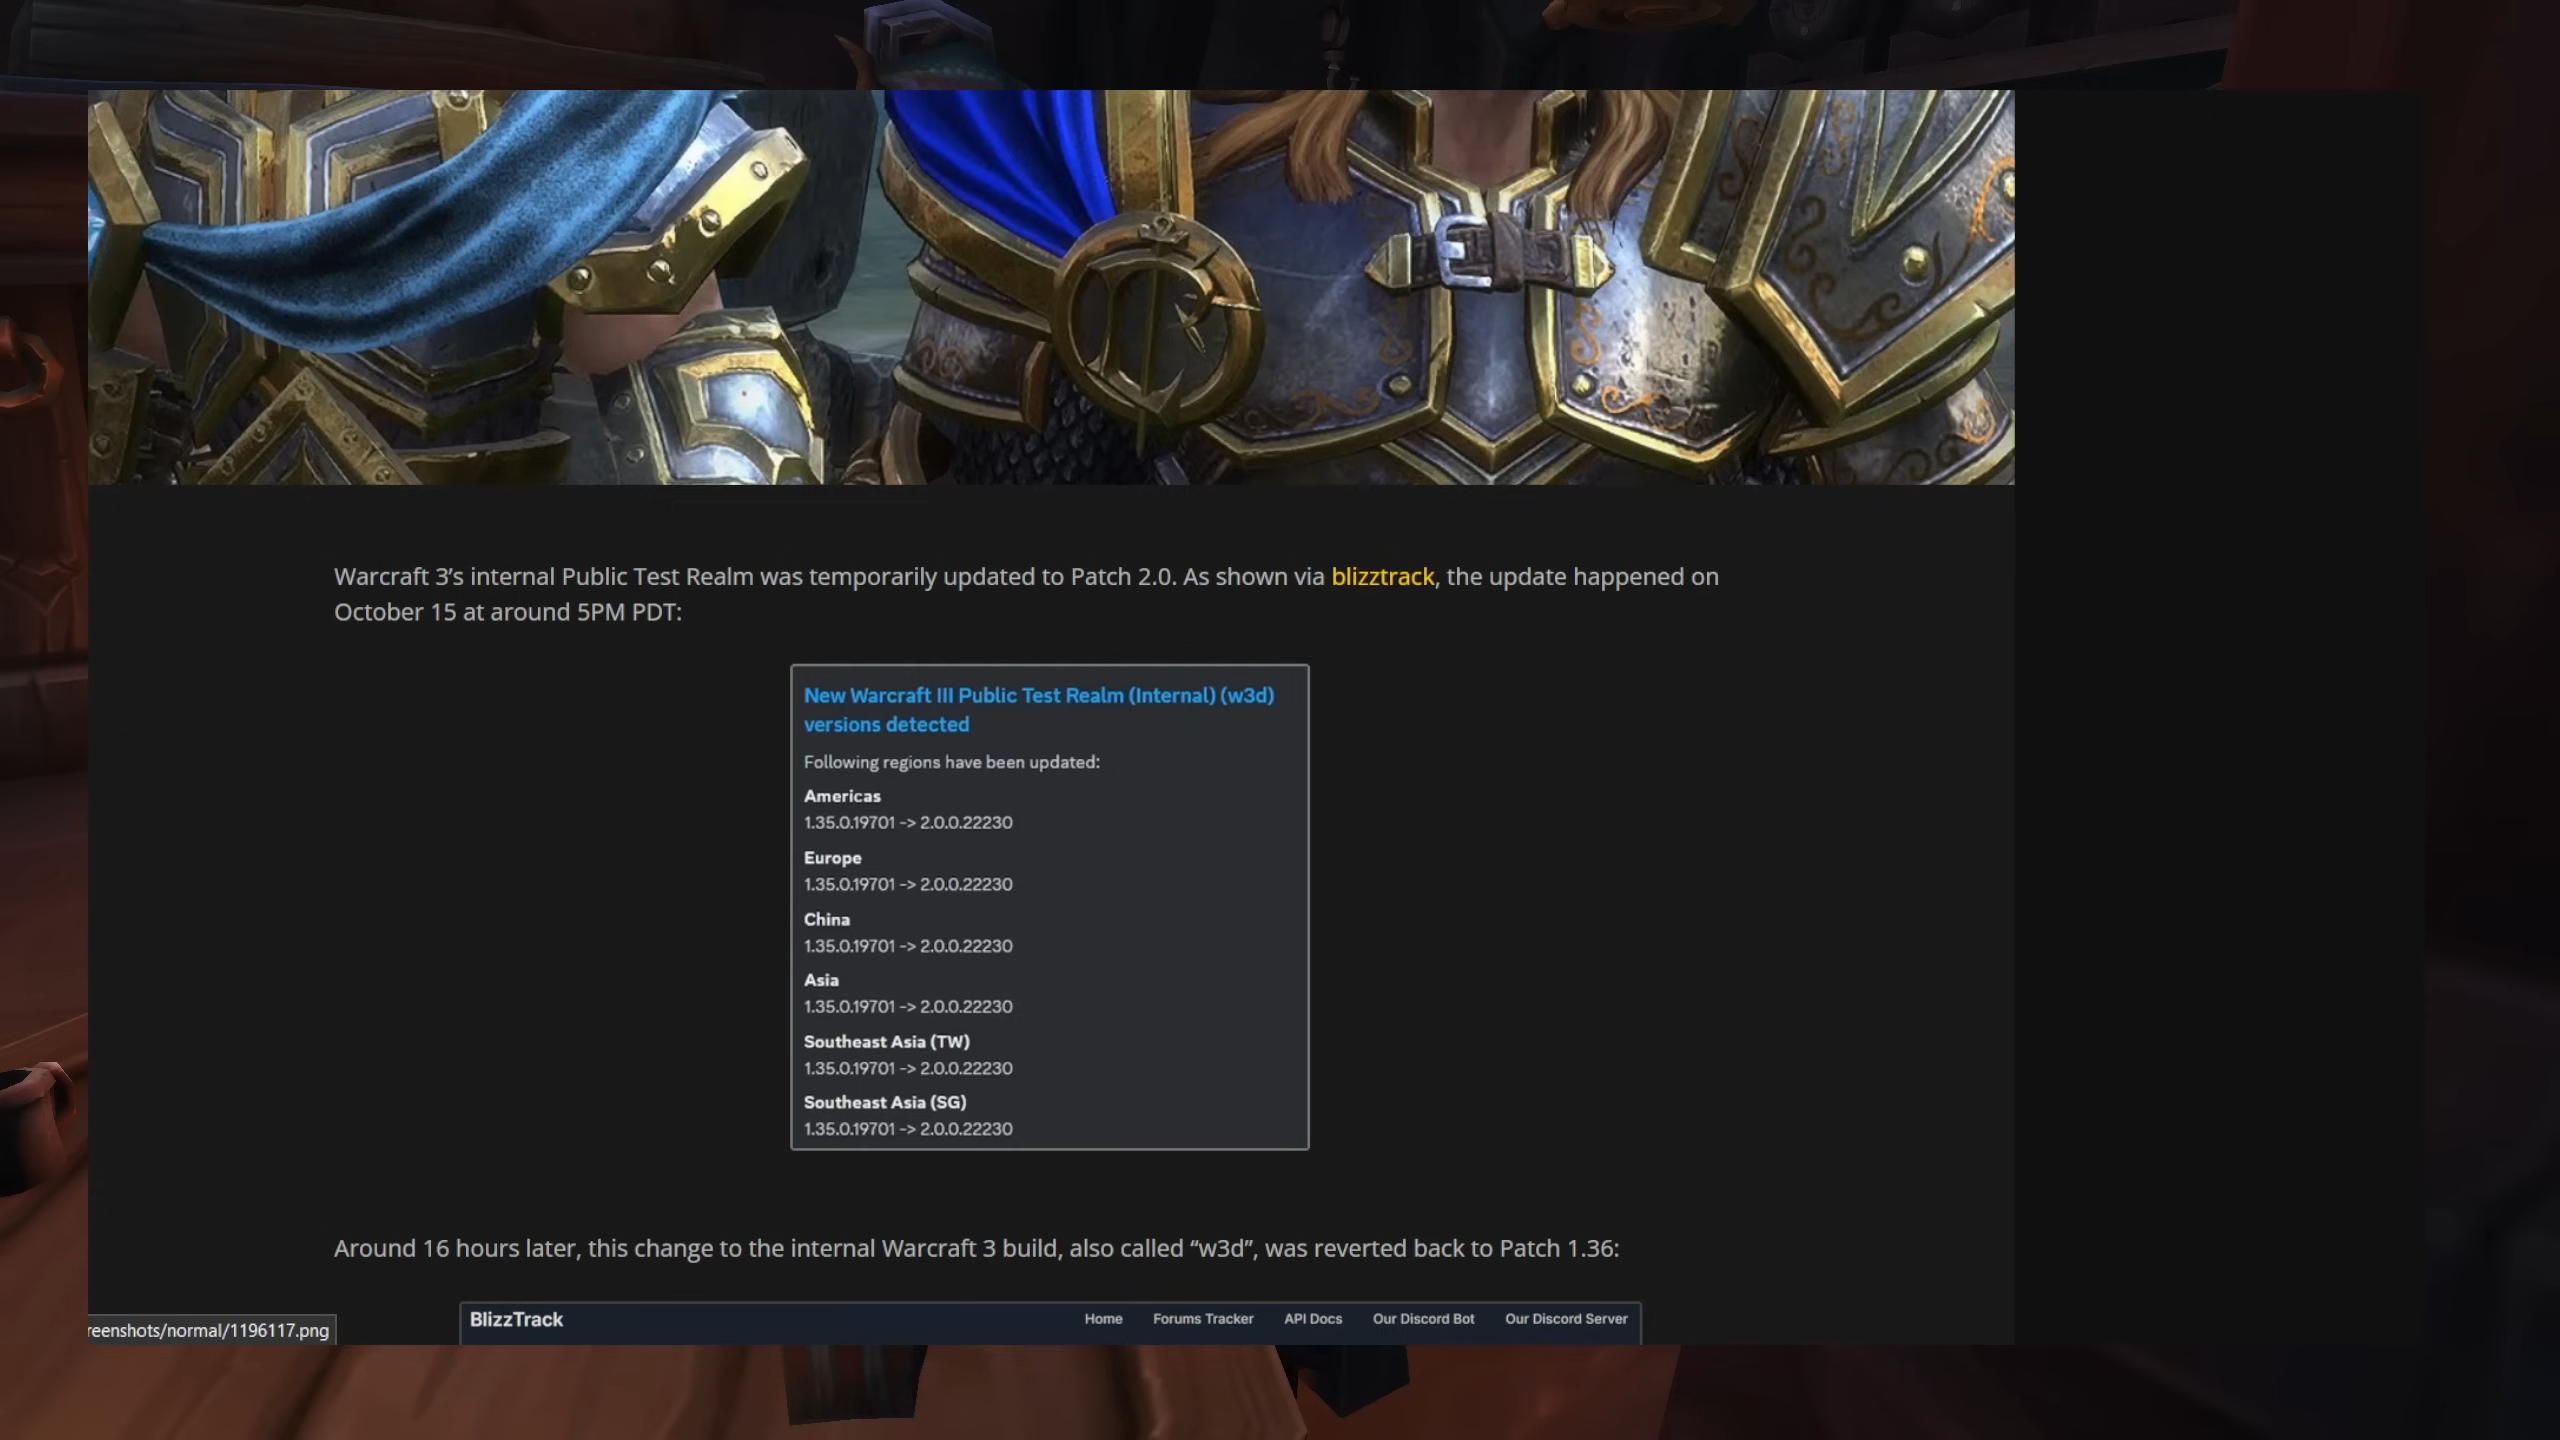 Warcraft 3’s internal Public Test Realm was temporarily updated to Patch 2.0. As shown via blizztrack, the update happened on
October 15 at around 5PM PDT:
New Warcraft III Public Test Realm (Internal) (w3d)
versions detected
Following regions have been updated:
Americas
1.35.0.19701 -> 2.0.0.22230
Europe
1.35.0.19701 -> 2.0.0.22230
China
1.35.0.19701 -> 2.0.0.22230
Asia
1.35.0.19701 -> 2.0.0.22230
Southeast Asia (TW)
1.35.0.19701 -> 2.0.0.22230
Southeast Asia (SG)
1.35.0.19701 -> 2.0.0.22230
Around 16 hours later, this change to the internal Warcraft 3 build, also called “w3d”, was reverted back to Patch 1.36:
BlizzTrack Home Forums Tracker API Docs Our Discord Bot Our Discord Server
reenshots/normal/1196117.png